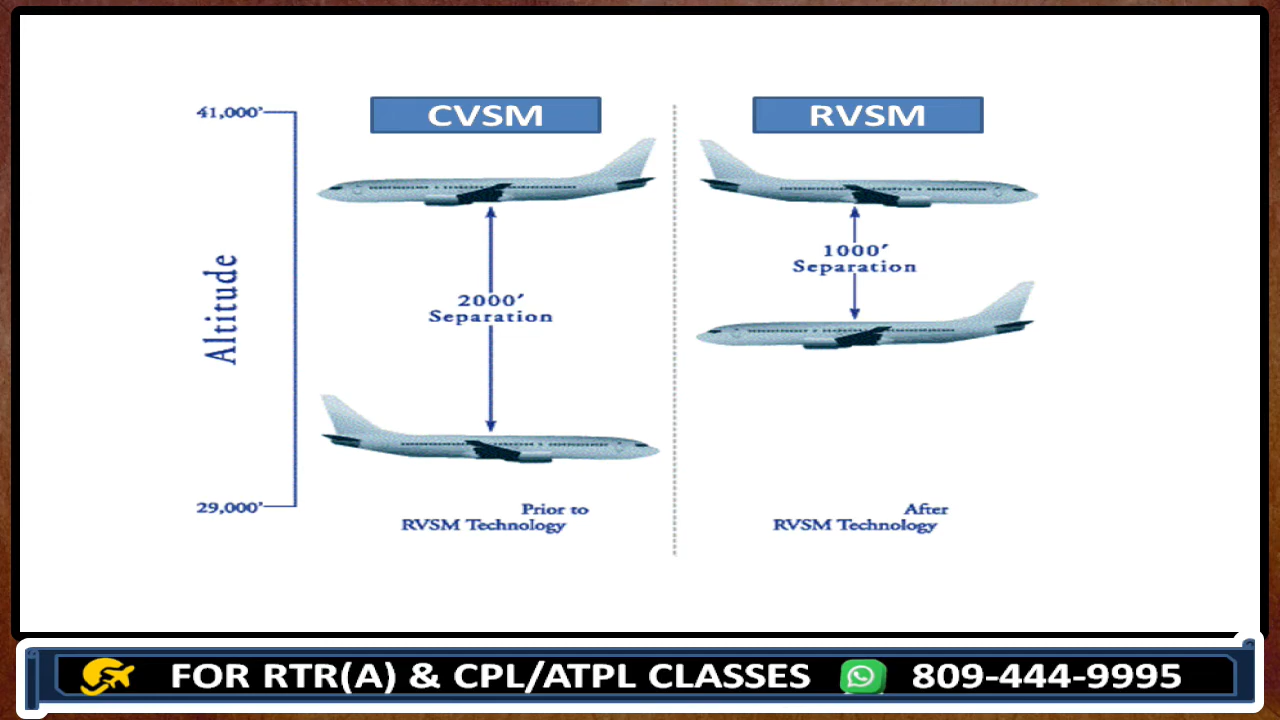 CVSM
RVSM
41,000’
Altitude
29,000’
2000’
Separation
1000’
Separation
Prior to
RVSM Technology
After
RVSM Technology
FOR RTR(A) & CPL/ATPL CLASSES 809-444-9995